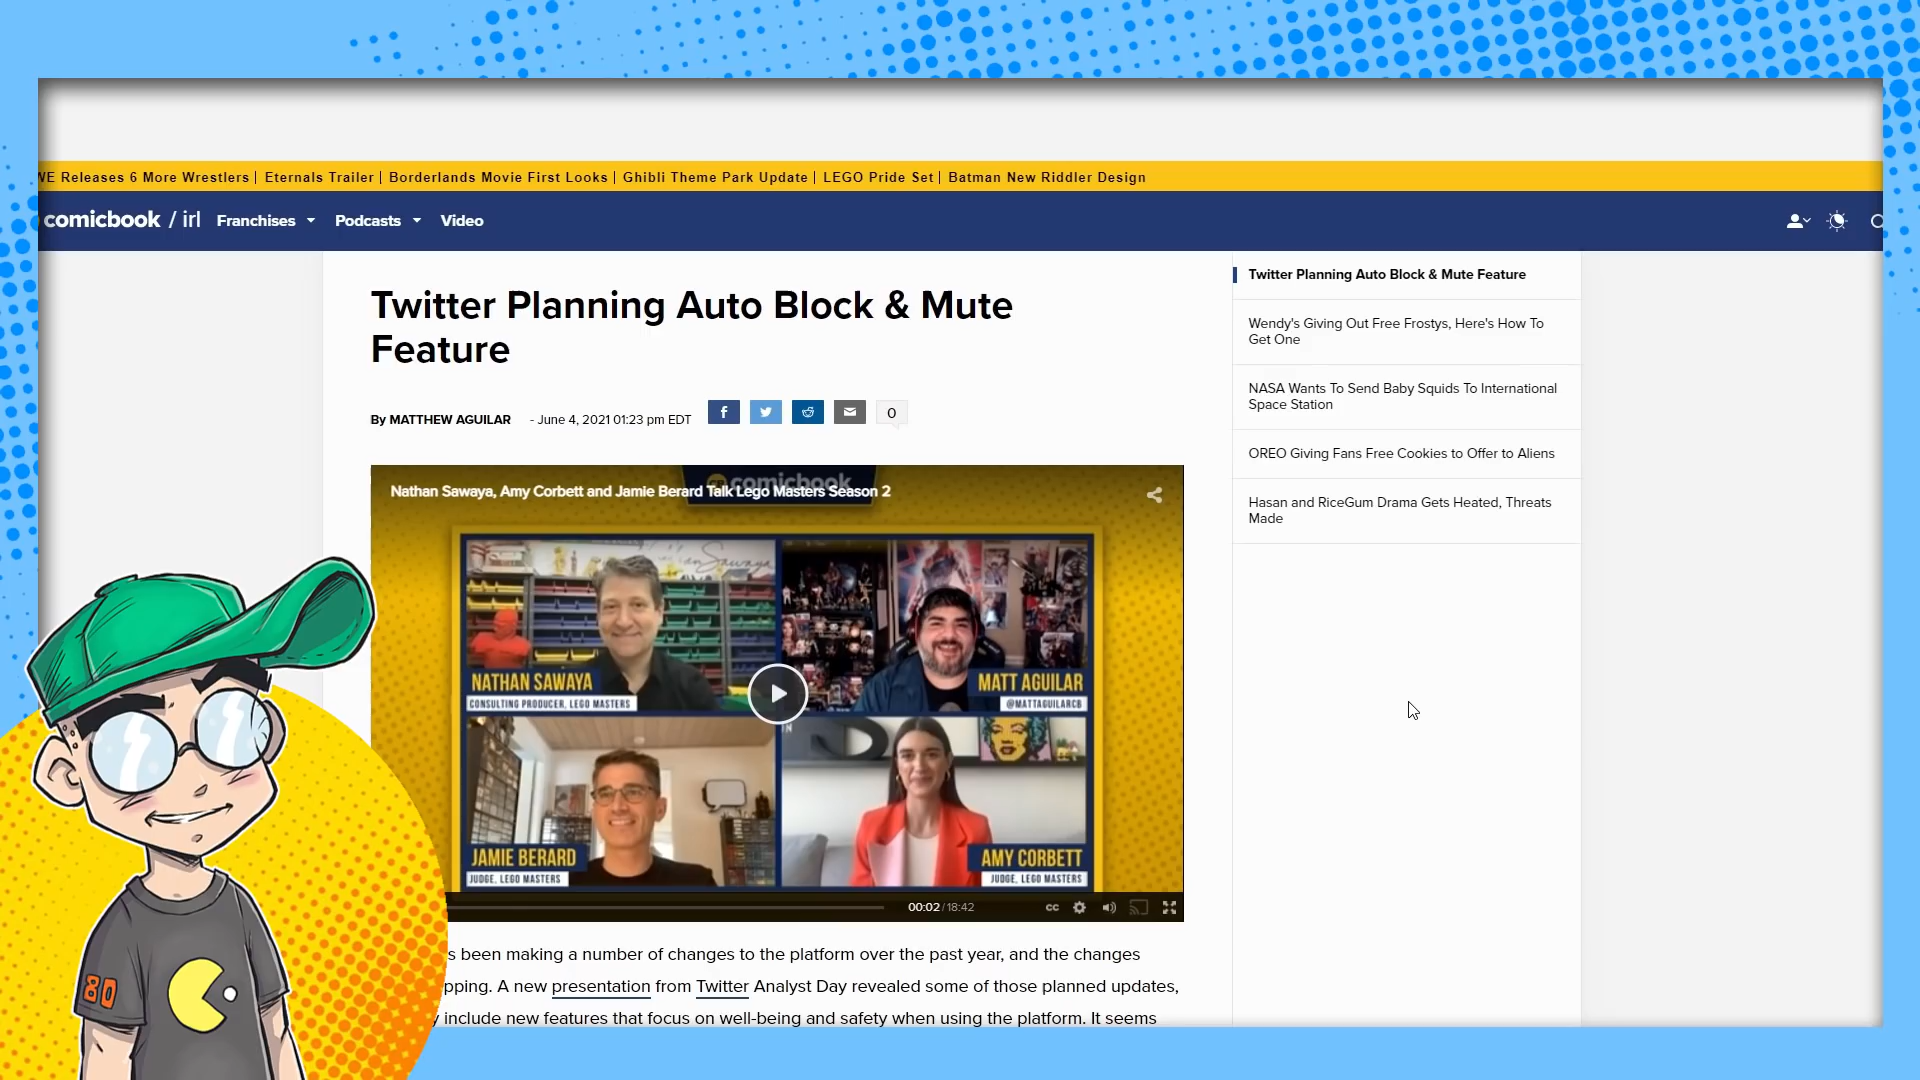 WE Releases 6 More Wrestlers | Eternals Trailer | Borderlands Movie First Looks | Ghibli Theme Park Update | LEGO Pride Set | Batman New Riddler Design
comicbook / irl Franchises Podcasts Video
Twitter Planning Auto Block & Mute
Feature
By MATTHEW AGUILAR - June 4, 2021 01:23 pm EDT 0
comicbook
Nathan Sawaya, Amy Corbett and Jamie Berard Talk Lego Masters Season 2
NATHAN SAWAYA
CONSULTING PRODUCER, LEGO MASTERS
MATT AGUILAR
@MATTAGUILARCB
JAMIE BERARD
JUDGE, LEGO MASTERS
AMY CORBETT
JUDGE, LEGO MASTERS
00:02 / 18:42 CC
s been making a number of changes to the platform over the past year, and the changes
pping. A new presentation from Twitter Analyst Day revealed some of those planned updates,
y include new features that focus on well-being and safety when using the platform. It seems
Twitter Planning Auto Block & Mute Feature
Wendy's Giving Out Free Frostys, Here's How To
Get One
NASA Wants To Send Baby Squids To International
Space Station
OREO Giving Fans Free Cookies to Offer to Aliens
Hasan and RiceGum Drama Gets Heated, Threats
Made
80